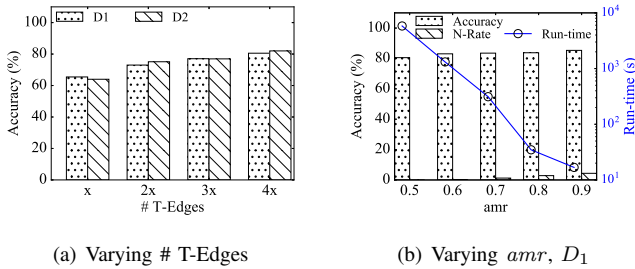 D1 D2
100
80
60
40
20
0
Accuracy (%)
x 2x 3x 4x
# T-Edges
(a) Varying # T-Edges
Accuracy
N-Rate Run-time
100
80
60
40
20
0
Accuracy (%)
10⁴
10³
10²
10¹
Run-time (s)
0.5 0.6 0.7 0.8 0.9
amr
(b) Varying amr, D₁